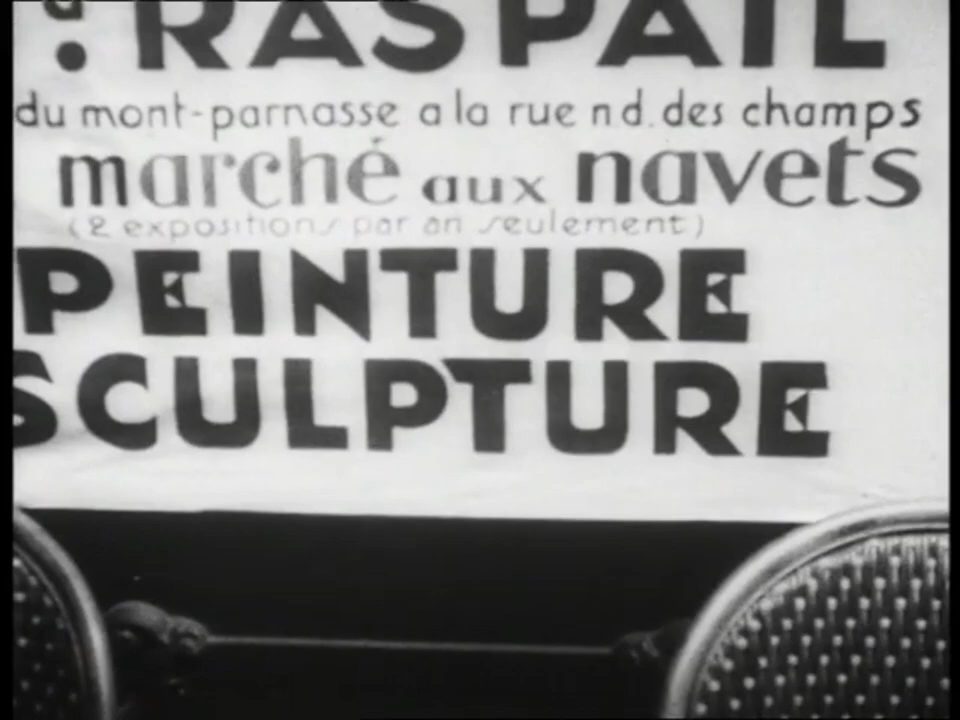 : RASPAIL
du mont-parnasse a la rue n d. des champs
marché aux navets
(2 expositions par an seulement)
PEINTURE
SCULPTURE